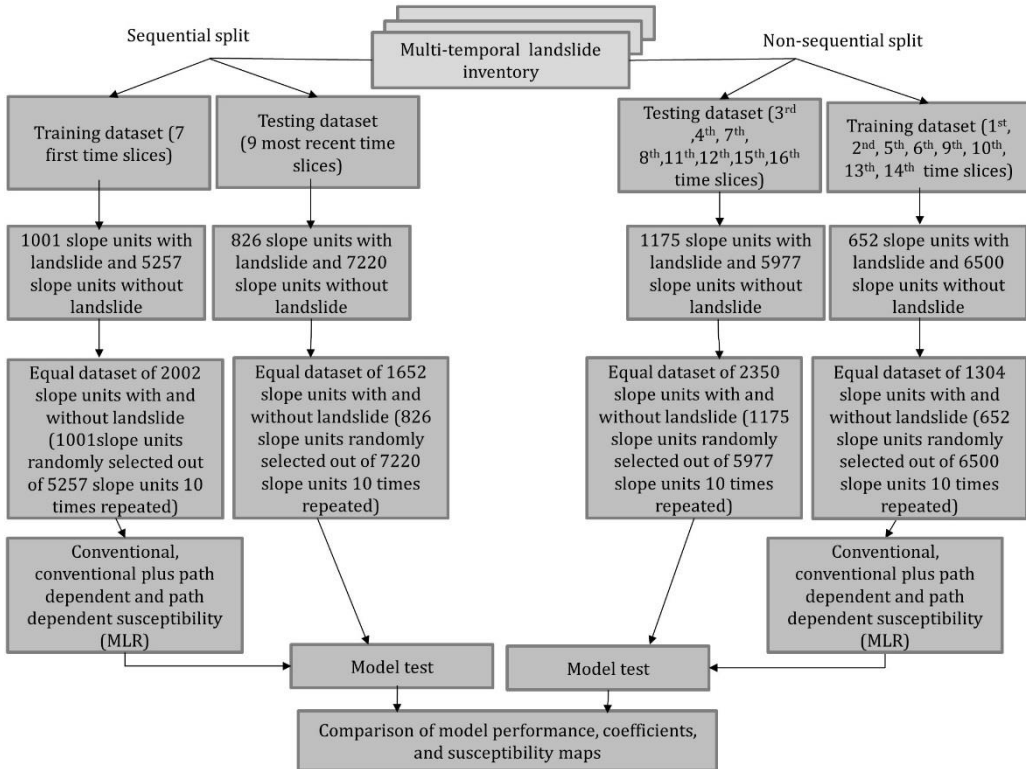 Sequential split
Multi-temporal landslide
inventory
Non-sequential split
Training dataset (7
first time slices)
Testing dataset
(9 most recent time
slices)
Testing dataset (3rd
,4th, 7th,
8th,11th,12th,15th,16th
time slices)
Training dataset (1st,
2nd, 5th, 6th, 9th, 10th,
13th, 14th time slices)
1001 slope units with
landslide and 5257
slope units without
landslide
826 slope units with
landslide and 7220
slope units without
landslide
1175 slope units with
landslide and 5977
slope units without
landslide
652 slope units with
landslide and 6500
slope units without
landslide
Equal dataset of 2002
slope units with and
without landslide
(1001slope units
randomly selected out
of 5257 slope units 10
times repeated)
Equal dataset of 1652
slope units with and
without landslide (826
slope units randomly
selected out of 7220
slope units 10 times
repeated)
Equal dataset of 2350
slope units with and
without landslide (1175
slope units randomly
selected out of 5977
slope units 10 times
repeated)
Equal dataset of 1304
slope units with and
without landslide (652
slope units randomly
selected out of 6500
slope units 10 times
repeated)
Conventional,
conventional plus path
dependent and path
dependent susceptibility
(MLR)
Conventional,
conventional plus path
dependent and path
dependent susceptibility
(MLR)
Model test
Model test
Comparison of model performance, coefficients,
and susceptibility maps